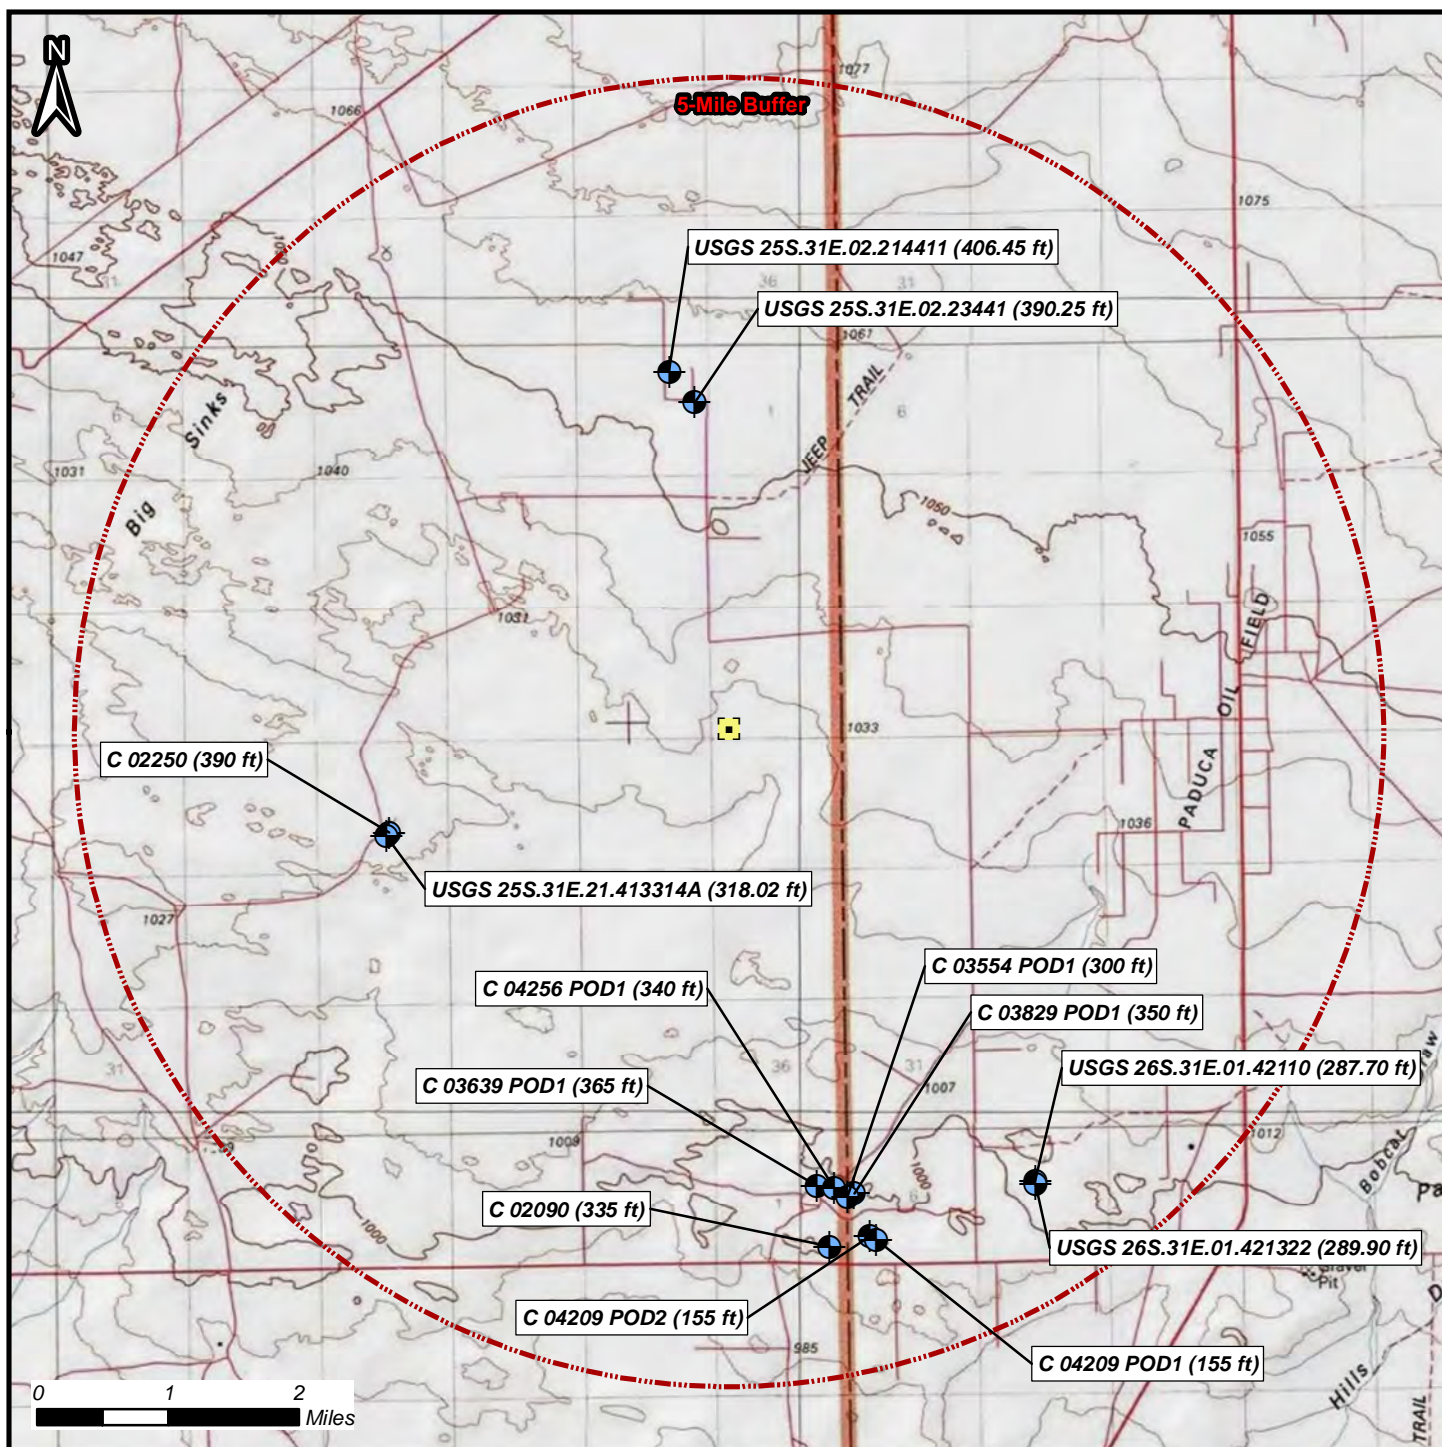 N
1077
5-Mile Buffer
1066
1075
1047
31
USGS 25S.31E.02.214411 (406.45 ft)
36
31
USGS 25S.31E.02.23441 (390.25 ft)
1061
JEEP TRAIL
1
6
Big Sinks
1031
1040
1050
1055
1031
PADUCA OIL FIELD
1033
C 02250 (390 ft)
1036
USGS 25S.31E.21.413314A (318.02 ft)
1027
C 03554 POD1 (300 ft)
C 04256 POD1 (340 ft)
C 03829 POD1 (350 ft)
31
36
31
USGS 26S.31E.01.42110 (287.70 ft)
C 03639 POD1 (365 ft)
1007
1009
1012
Bobcat
1000
1
6
1000
C 02090 (335 ft)
USGS 26S.31E.01.421322 (289.90 ft)
Gravel
Pit
C 04209 POD2 (155 ft)
985
C 04209 POD1 (155 ft)
Hills
TRAIL
0 1 2
Miles